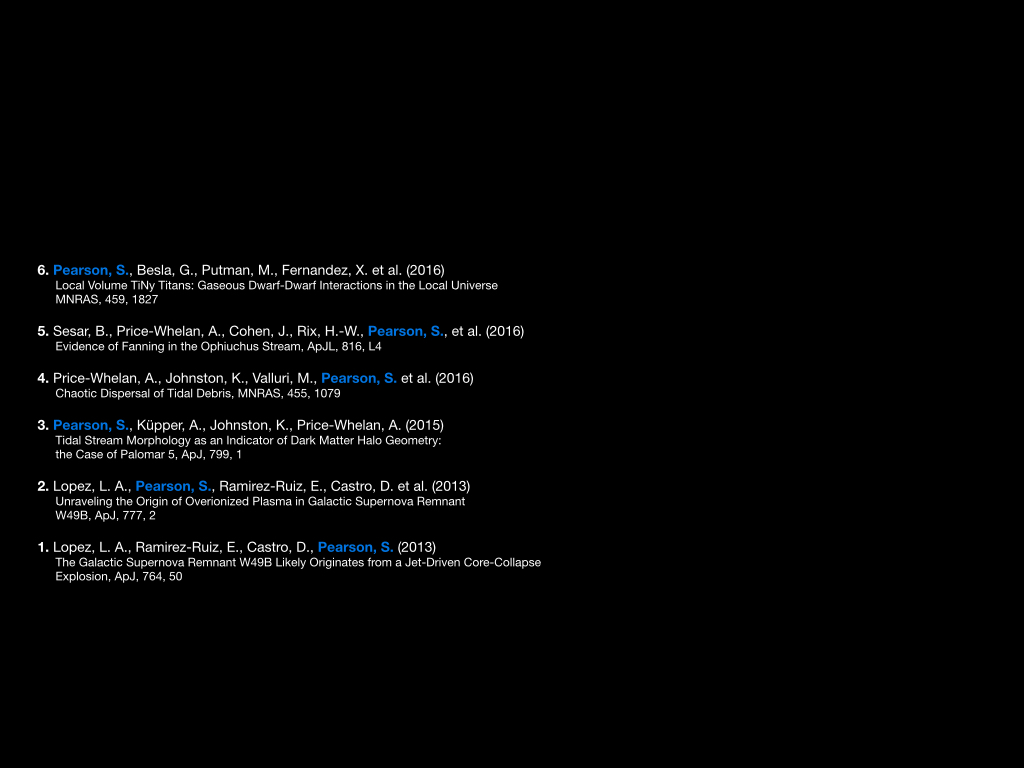 6. Pearson, S., Besla, G., Putman, M., Fernandez, X. et al. (2016)
Local Volume TiNy Titans: Gaseous Dwarf-Dwarf Interactions in the Local Universe
MNRAS, 459, 1827
5. Sesar, B., Price-Whelan, A., Cohen, J., Rix, H.-W., Pearson, S., et al. (2016)
Evidence of Fanning in the Ophiuchus Stream, ApJL, 816, L4
4. Price-Whelan, A., Johnston, K., Valluri, M., Pearson, S. et al. (2016)
Chaotic Dispersal of Tidal Debris, MNRAS, 455, 1079
3. Pearson, S., Küpper, A., Johnston, K., Price-Whelan, A. (2015)
Tidal Stream Morphology as an Indicator of Dark Matter Halo Geometry:
the Case of Palomar 5, ApJ, 799, 1
2. Lopez, L. A., Pearson, S., Ramirez-Ruiz, E., Castro, D. et al. (2013)
Unraveling the Origin of Overionized Plasma in Galactic Supernova Remnant
W49B, ApJ, 777, 2
1. Lopez, L. A., Ramirez-Ruiz, E., Castro, D., Pearson, S. (2013)
The Galactic Supernova Remnant W49B Likely Originates from a Jet-Driven Core-Collapse
Explosion, ApJ, 764, 50